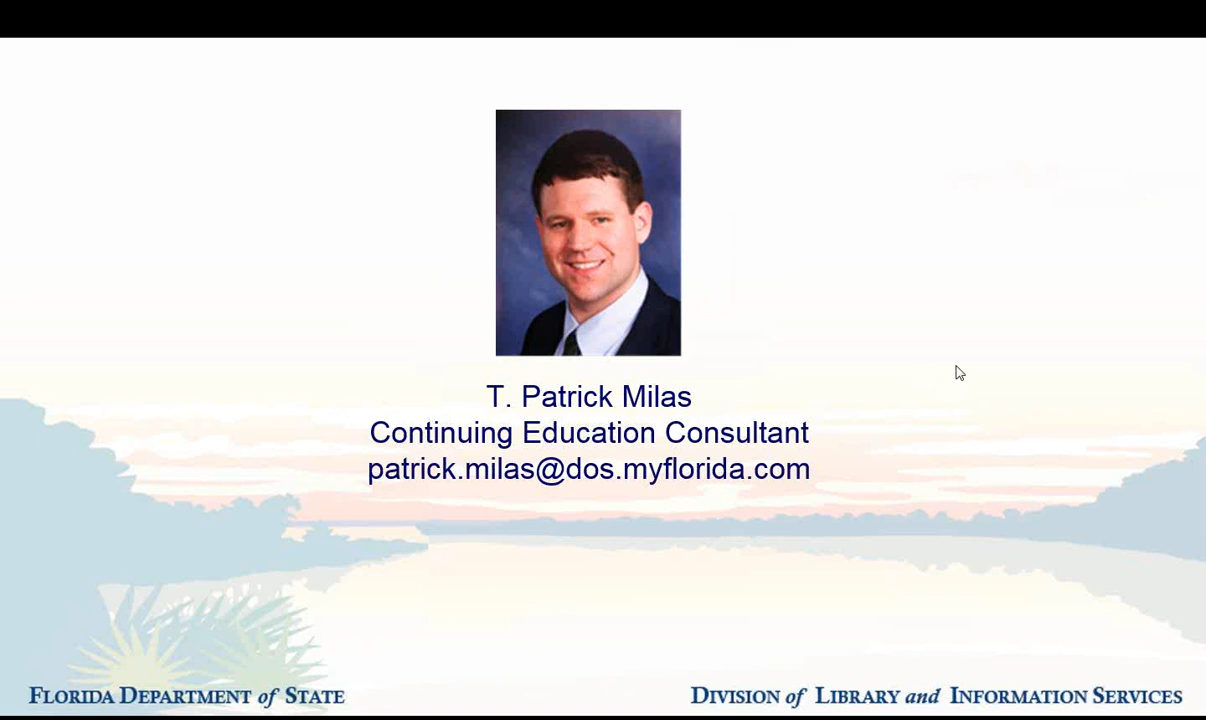 T. Patrick Milas
Continuing Education Consultant
patrick.milas@dos.myflorida.com
FLORIDA DEPARTMENT of STATE
DIVISION of LIBRARY and INFORMATION SERVICES